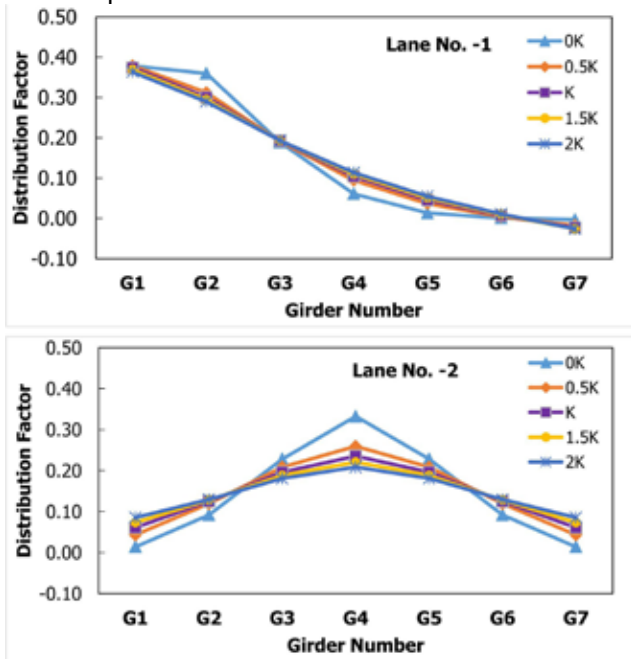 0.50
0.40
0.30
0.20
0.10
0.00
-0.10
Distribution Factor
Lane No. -1
0K
0.5K
K
1.5K
2K
G1 G2 G3 G4 G5 G6 G7
Girder Number
0.50
0.40
0.30
0.20
0.10
0.00
-0.10
Distribution Factor
Lane No. -2
0K
0.5K
K
1.5K
2K
G1 G2 G3 G4 G5 G6 G7
Girder Number